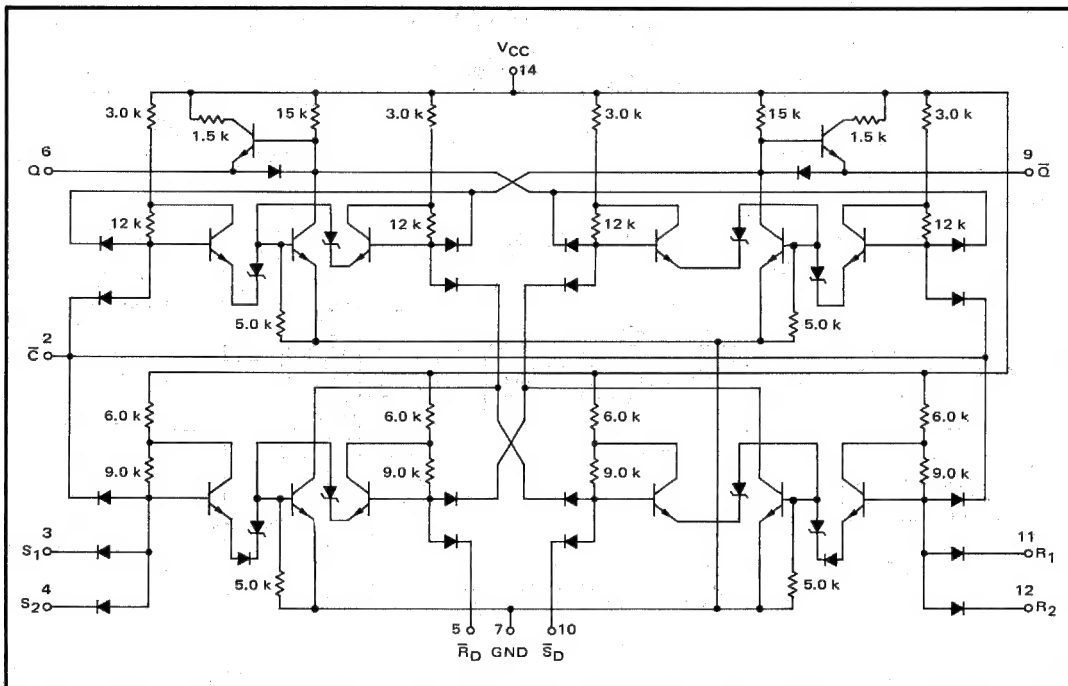 VCC
14
3.0 k 15 k 3.0 k 3.0 k 15 k 3.0 k
1.5 k 1.5 k
6 9
Q Q̅
12 k 12 k 12 k 12 k
5.0 k 5.0 k
2
C̅
6.0 k 6.0 k 6.0 k 6.0 k
9.0 k 9.0 k 9.0 k 9.0 k
3 11
S1 R1
5.0 k 5.0 k
4 12
S2 R2
5 7 10
R̅D GND S̅D